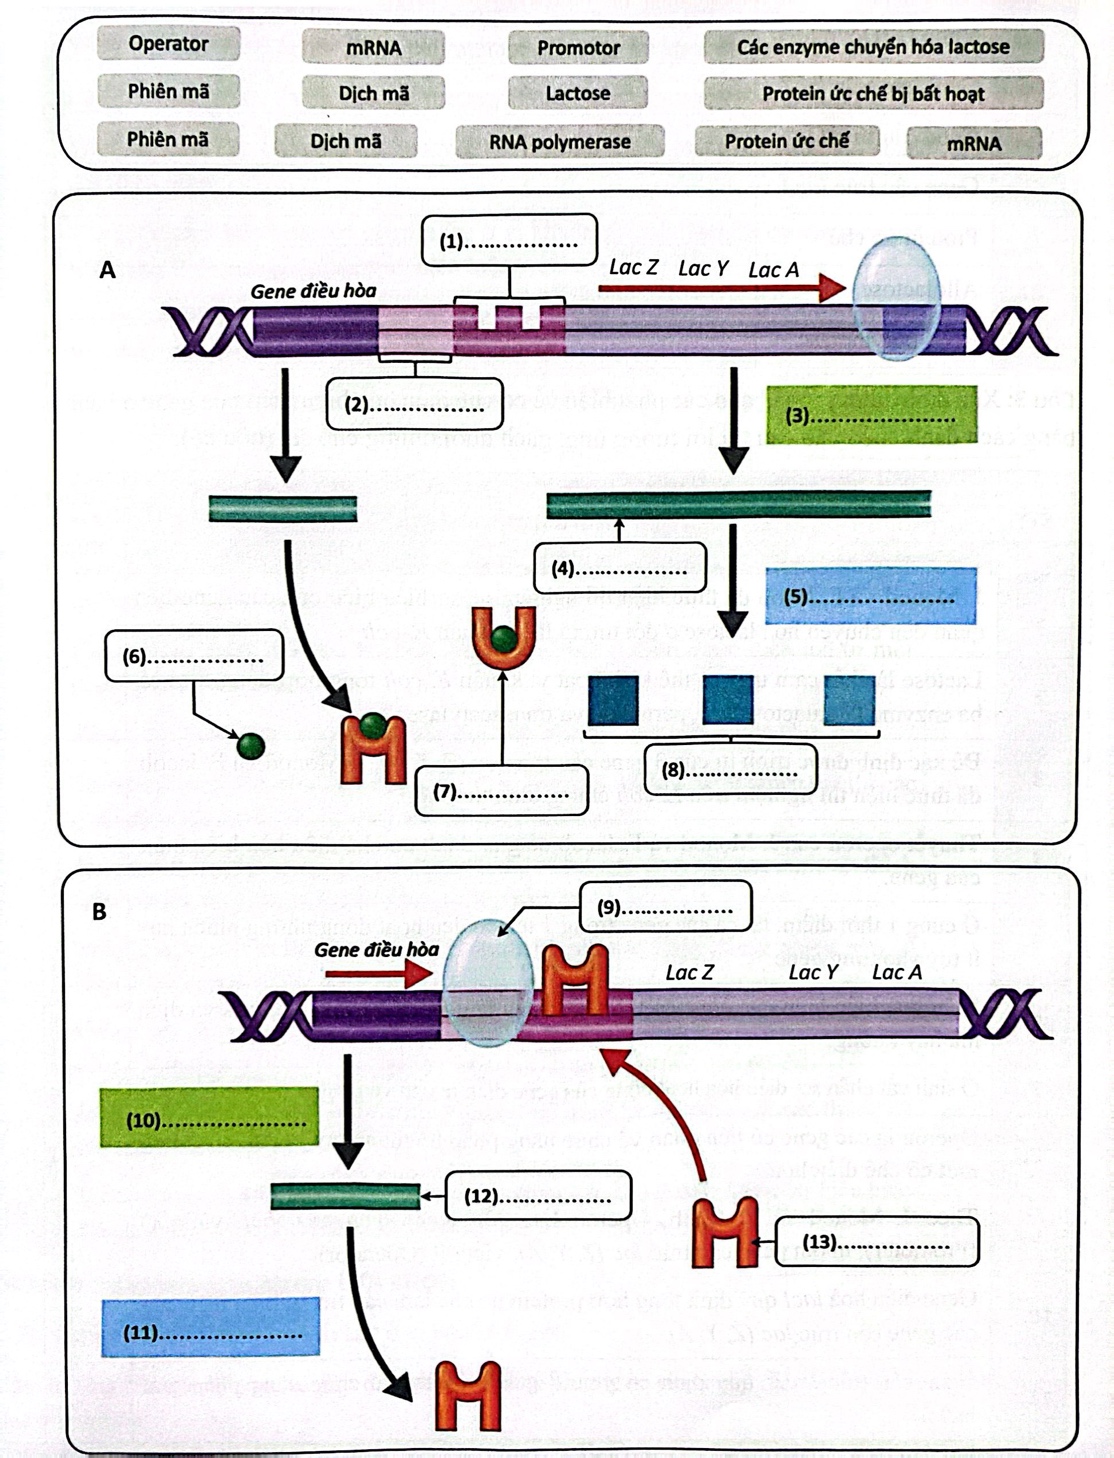 Operator mRNA Promotor Các enzyme chuyển hóa lactose
Phiên mã Dịch mã Lactose Protein ức chế bị bất hoạt
Phiên mã Dịch mã RNA polymerase Protein ức chế mRNA
(1)...................
A
Lac Z Lac Y Lac A
Gene điều hòa
(2)...................
(3).........................
(4)...................
(5)........................
(6)....................
(7)........................
(8)........................
B
(9)...................
Gene điều hòa
Lac Z Lac Y Lac A
(10).........................
(12)........................
(13)........................
(11)........................